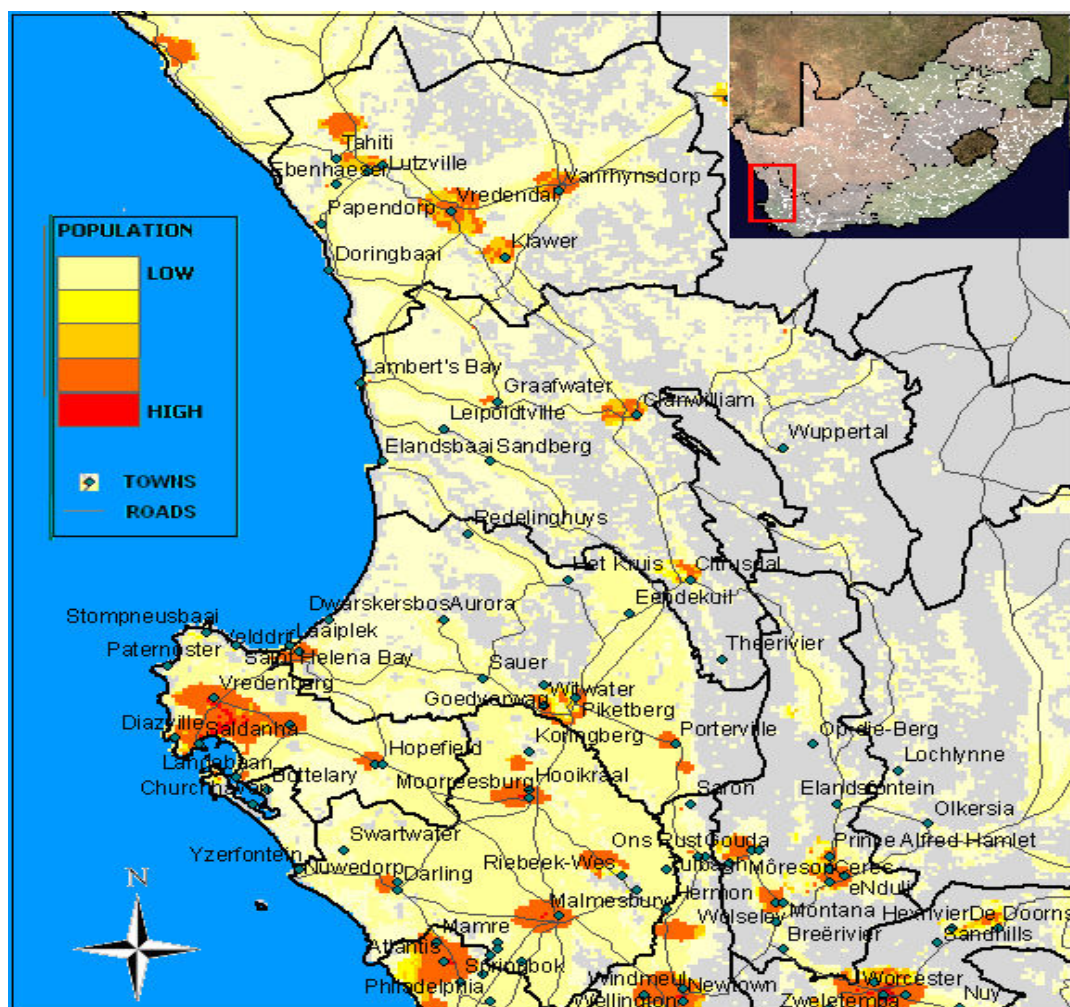 Tahiti
Ebenhaeser
Lutzville
Vanrhynsdorp
Vredendal
Papendorp
Klawer
Doringbaai
POPULATION
LOW
HIGH
TOWNS
ROADS
Lambert's Bay
Graafwater
Clanwilliam
Leipoldtville
Wuppertal
Elandsbaai
Sandberg
Redelinghuys
Het Kruis
Citrusdal
Eendekuil
Dwarskersbos
Aurora
Stompneusbaai
Velddrif
Laaiplek
Paternoster
Saint Helena Bay
Theerivier
Sauer
Vredenberg
Goedverwag
Witwater
Piketberg
Diazville
Saldanha
Porterville
Op-die-Berg
Koringberg
Hopefield
Lochlynne
Langebaan
Bottelary
Moorreesburg
Hooikraal
Churchhaven
Saron
Elandsfontein
Olkersia
Swartwater
Ons Rust
Gouda
Prince Alfred Hamlet
Yzerfontein
Nuwedorp
Riebeek-Wes
Tulbagh
Môreson
Ceres
Darling
eNduli
Hermon
Malmesbury
Wolseley
Montana
Hexrivier
De Doorns
Mamre
Breërivier
Sandhills
Atlantis
Springbok
Windmeul
Newtown
Worcester
Philadelphia
Wellington
Zweletemba
Nuy
N